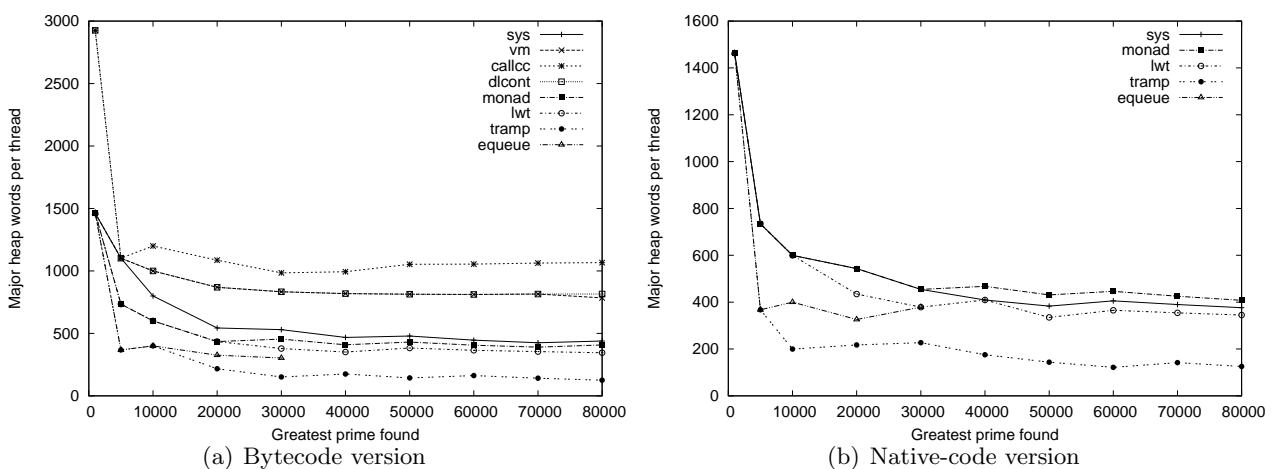 3000
2500
2000
1500
1000
500
0
Major heap words per thread
sys
vm
callcc
dlcont
monad
lwt
tramp
equeue
0 10000 20000 30000 40000 50000 60000 70000 80000
Greatest prime found
(a) Bytecode version
1600
1400
1200
1000
800
600
400
200
0
Major heap words per thread
sys
monad
lwt
tramp
equeue
0 10000 20000 30000 40000 50000 60000 70000 80000
Greatest prime found
(b) Native-code version